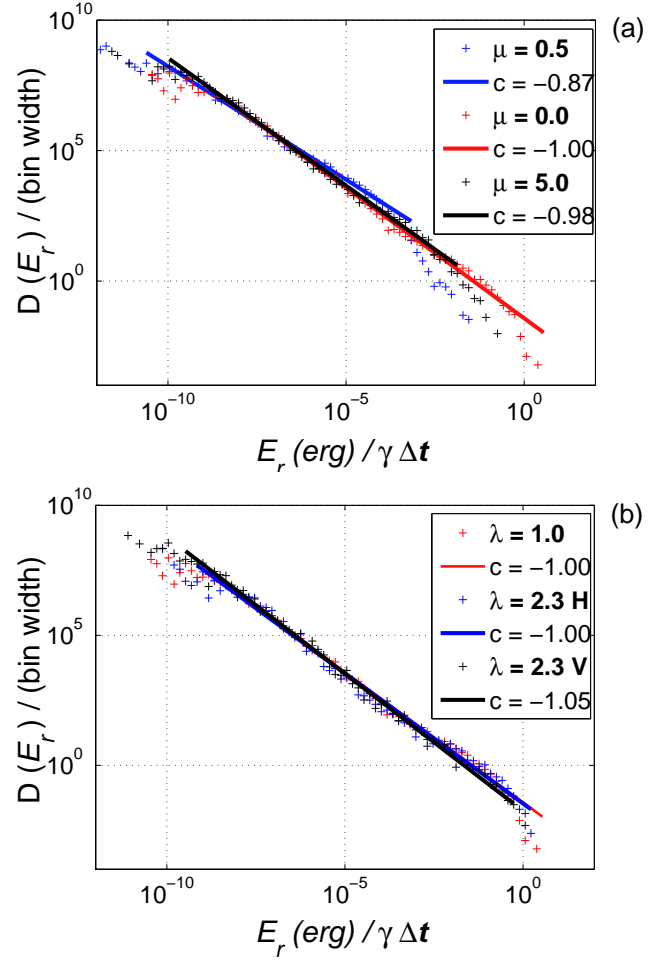 (a)
10^10
10^5
10^0
D (E_r) / (bin width)
μ = 0.5
c = −0.87
μ = 0.0
c = −1.00
μ = 5.0
c = −0.98
10^−10
10^−5
10^0
E_r (erg) / γ Δt
(b)
10^10
10^5
10^0
D (E_r) / (bin width)
λ = 1.0
c = −1.00
λ = 2.3 H
c = −1.00
λ = 2.3 V
c = −1.05
10^−10
10^−5
10^0
E_r (erg) / γ Δt